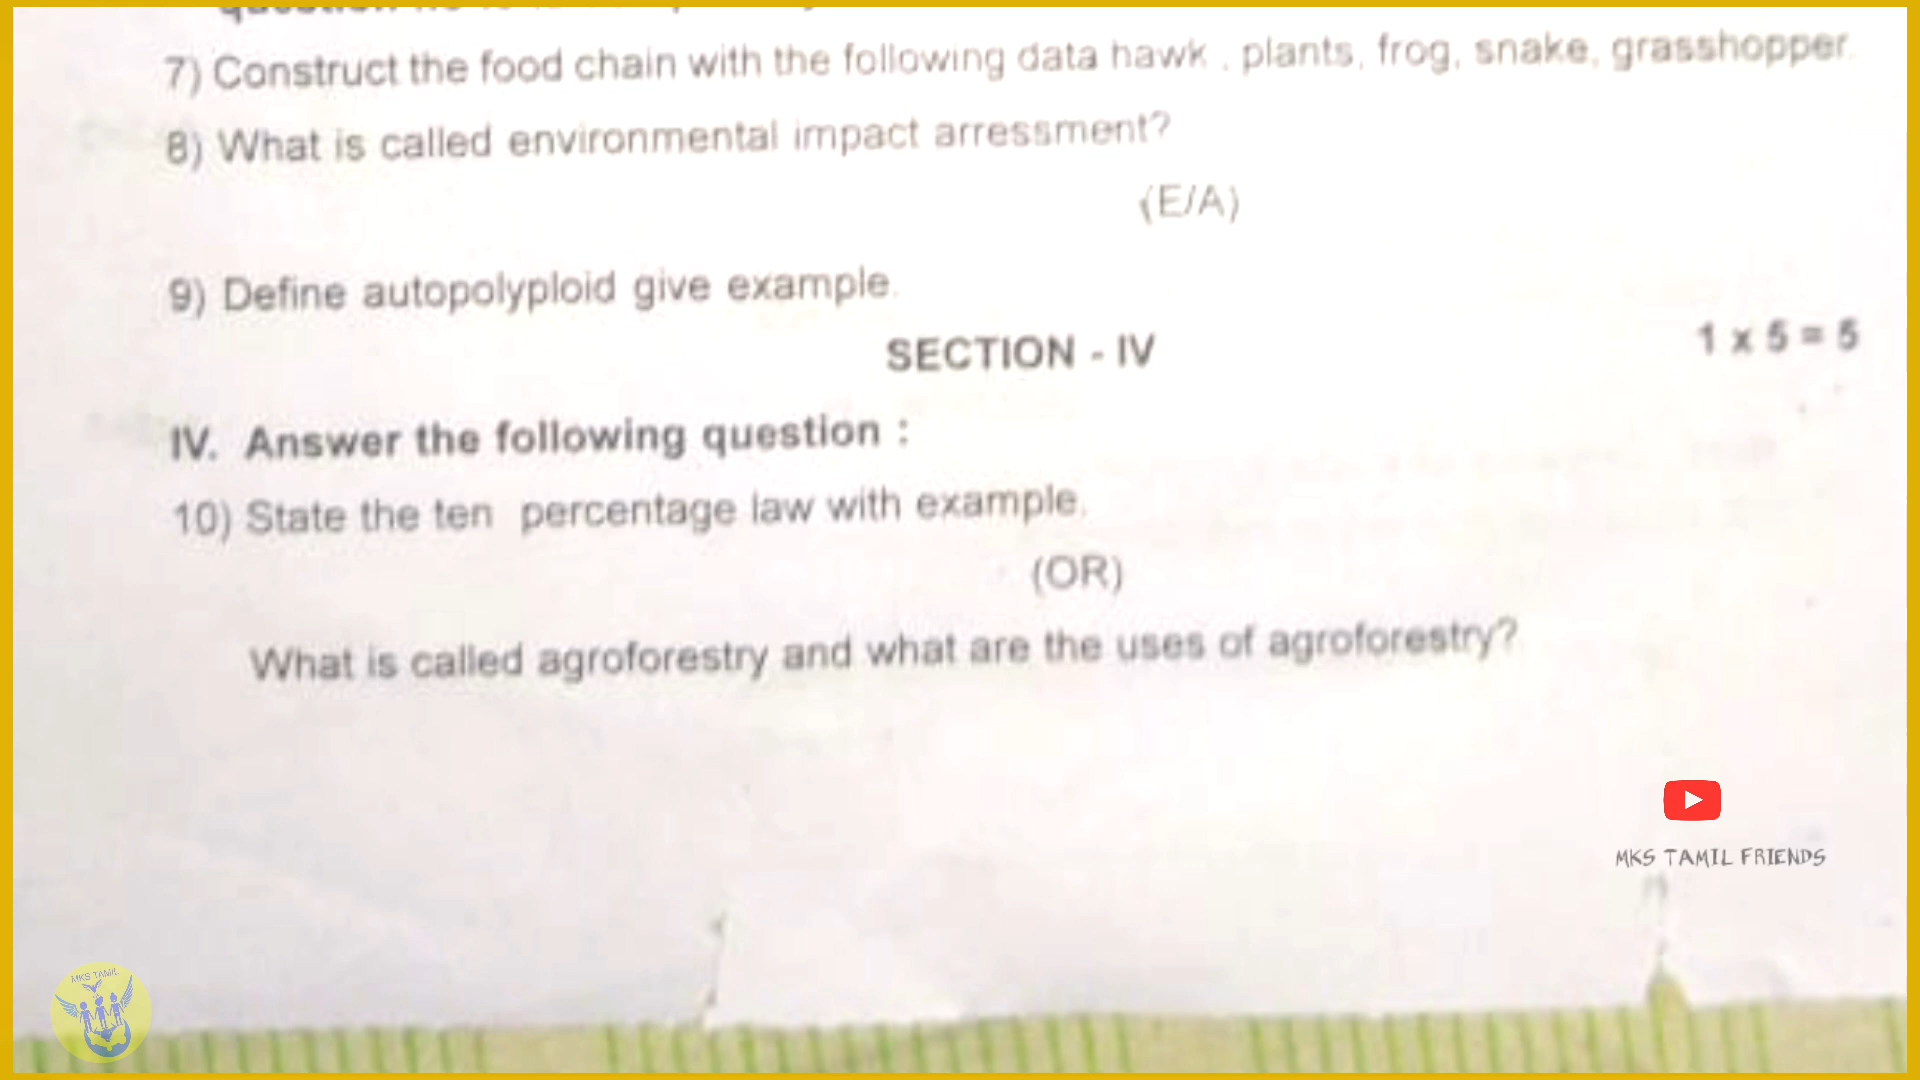 7) Construct the food chain with the following data hawk , plants, frog, snake, grasshopper.
8) What is called environmental impact arressment?
(E/A)
9) Define autopolyploid give example.
SECTION - IV
1 x 5 = 5
IV. Answer the following question :
10) State the ten percentage law with example.
(OR)
What is called agroforestry and what are the uses of agroforestry?
MKS TAMIL FRIENDS
MKS TAMIL